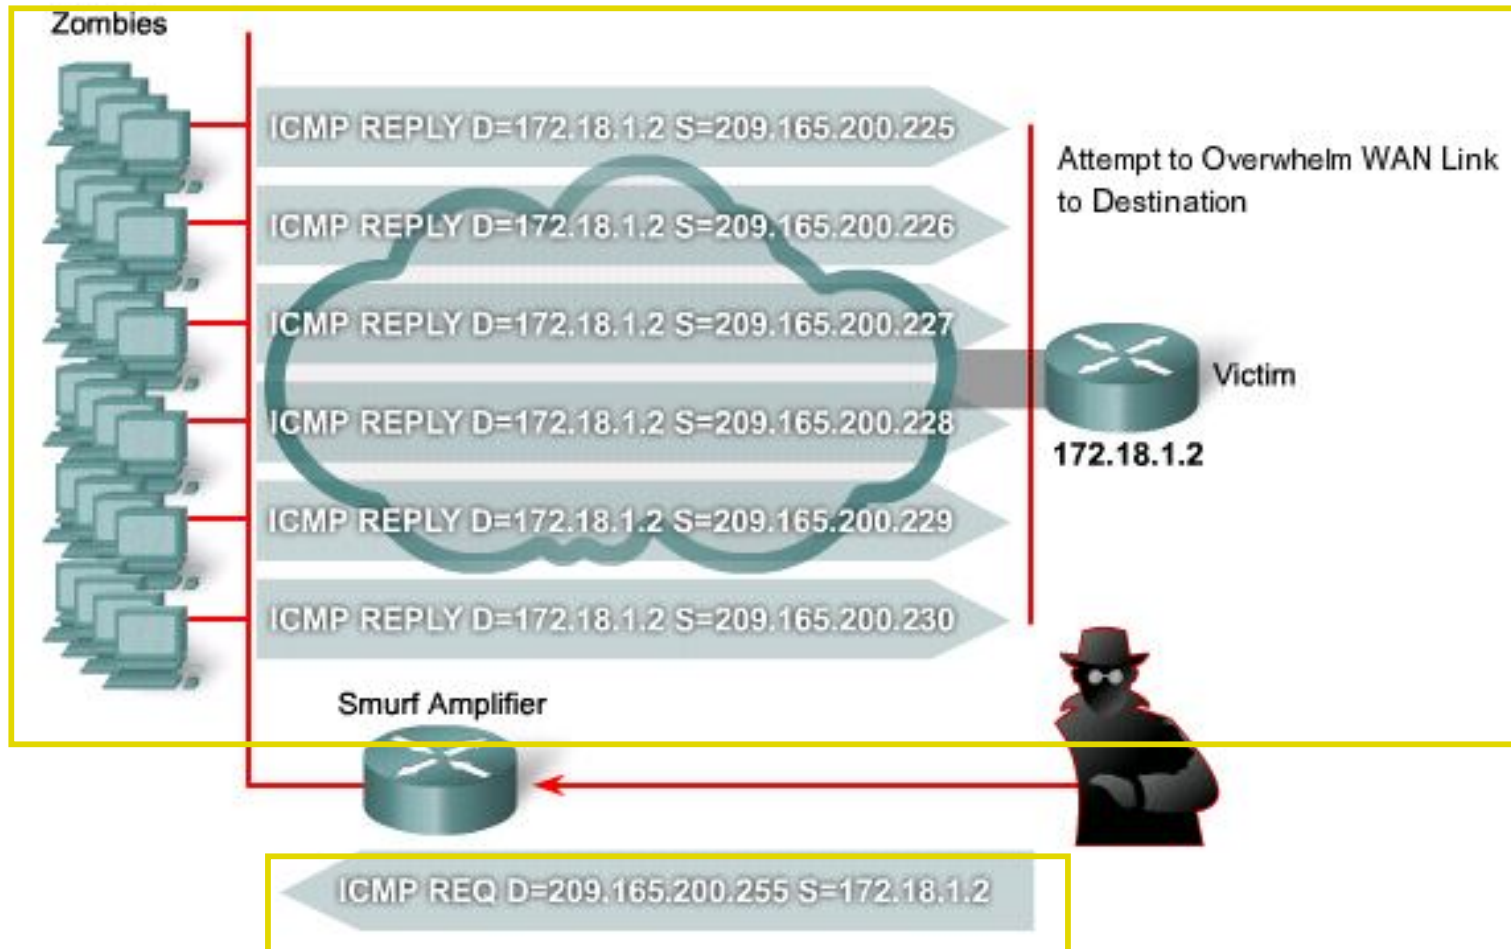 Zombies
ICMP REPLY D=172.18.1.2 S=209.165.200.225
Attempt to Overwhelm WAN Link
to Destination
ICMP REPLY D=172.18.1.2 S=209.165.200.226
ICMP REPLY D=172.18.1.2 S=209.165.200.227
Victim
172.18.1.2
ICMP REPLY D=172.18.1.2 S=209.165.200.228
ICMP REPLY D=172.18.1.2 S=209.165.200.229
ICMP REPLY D=172.18.1.2 S=209.165.200.230
Smurf Amplifier
ICMP REQ D=209.165.200.255 S=172.18.1.2